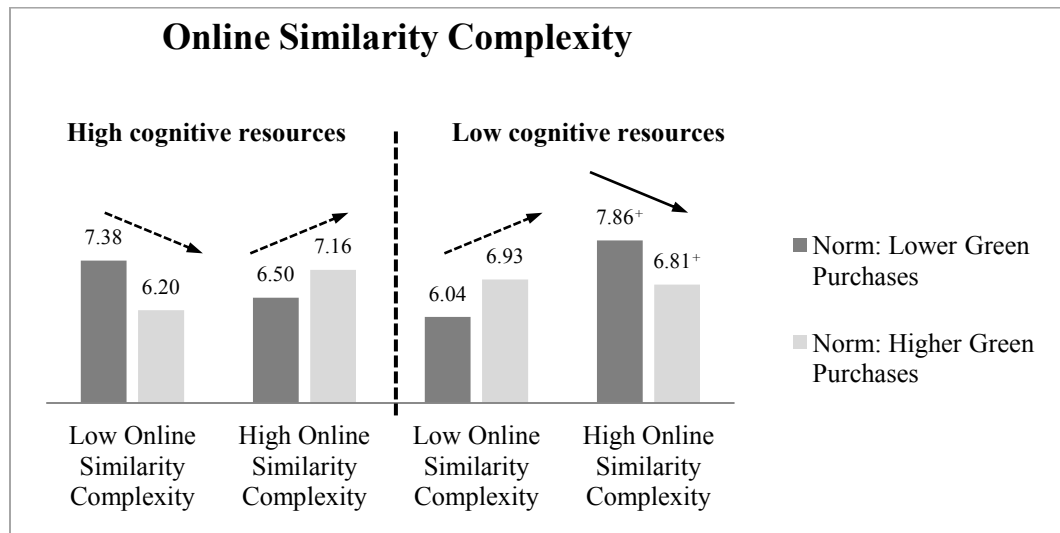 Online Similarity Complexity
High cognitive resources
Low cognitive resources
7.38
6.20
6.50
7.16
6.04
6.93
7.86+
6.81+
Low Online
Similarity
Complexity
High Online
Similarity
Complexity
Low Online
Similarity
Complexity
High Online
Similarity
Complexity
Norm: Lower Green
Purchases
Norm: Higher Green
Purchases